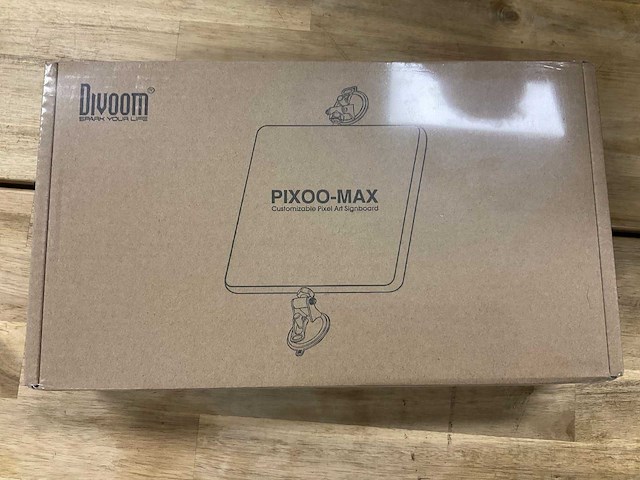 Divoom®
SPARK YOUR LIFE
PIXOO-MAX
Customizable Pixel Art Signboard